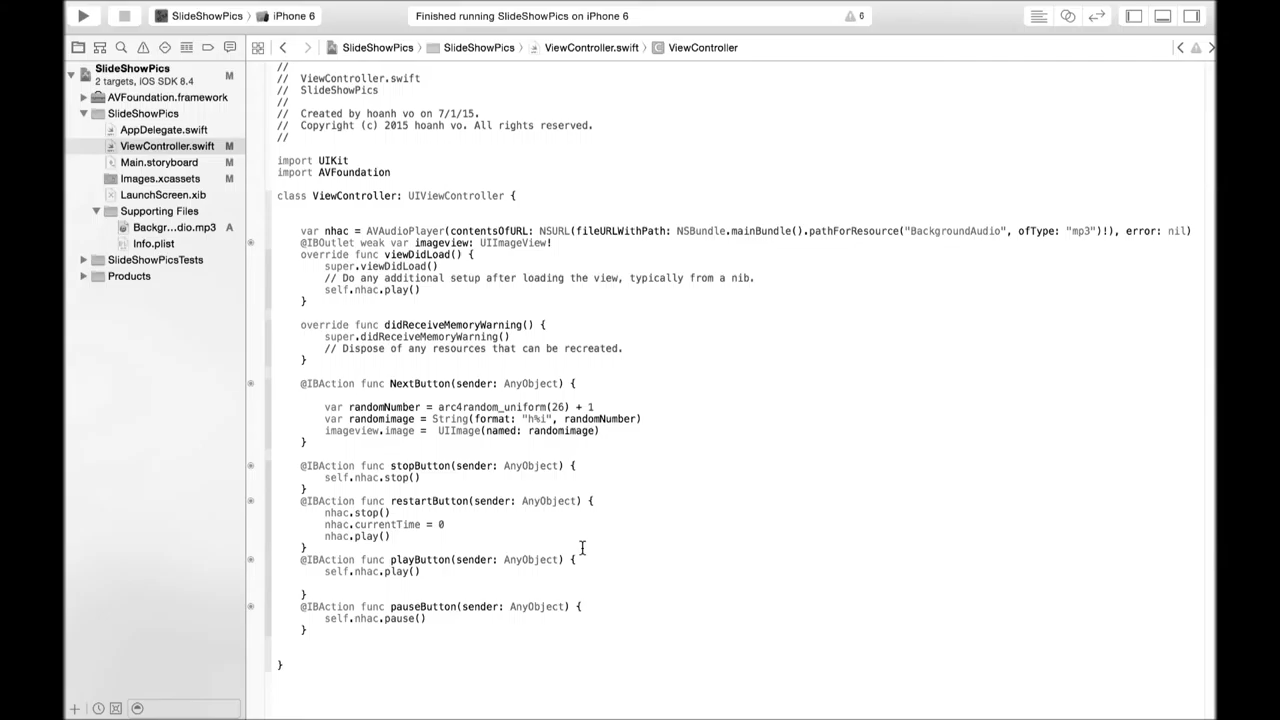 SlideShowPics
iPhone 6
Finished running SlideShowPics on iPhone 6
6
SlideShowPics
SlideShowPics
ViewController.swift
ViewController
SlideShowPics
M
2 targets, iOS SDK 8.4
AVFoundation.framework
SlideShowPics
AppDelegate.swift
ViewController.swift
M
Main.storyboard
M
Images.xcassets
M
LaunchScreen.xib
Supporting Files
Backgr...dio.mp3
A
Info.plist
SlideShowPicsTests
Products
//
// ViewController.swift
// SlideShowPics
//
// Created by hoanh vo on 7/1/15.
// Copyright (c) 2015 hoanh vo. All rights reserved.
//
import UIKit
import AVFoundation
class ViewController: UIViewController {
var nhac = AVAudioPlayer(contentsOfURL: NSURL(fileURLWithPath: NSBundle.mainBundle().pathForResource("BackgroundAudio", ofType: "mp3")!), error: nil)
@IBOutlet weak var imageview: UIImageView!
override func viewDidLoad() {
super.viewDidLoad()
// Do any additional setup after loading the view, typically from a nib.
self.nhac.play()
}
override func didReceiveMemoryWarning() {
super.didReceiveMemoryWarning()
// Dispose of any resources that can be recreated.
}
@IBAction func NextButton(sender: AnyObject) {
var randomNumber = arc4random_uniform(26) + 1
var randomimage = String(format: "h%i", randomNumber)
imageview.image = UIImage(named: randomimage)
}
@IBAction func stopButton(sender: AnyObject) {
self.nhac.stop()
}
@IBAction func restartButton(sender: AnyObject) {
nhac.stop()
nhac.currentTime = 0
nhac.play()
}
@IBAction func playButton(sender: AnyObject) {
self.nhac.play()
}
@IBAction func pauseButton(sender: AnyObject) {
self.nhac.pause()
}
}